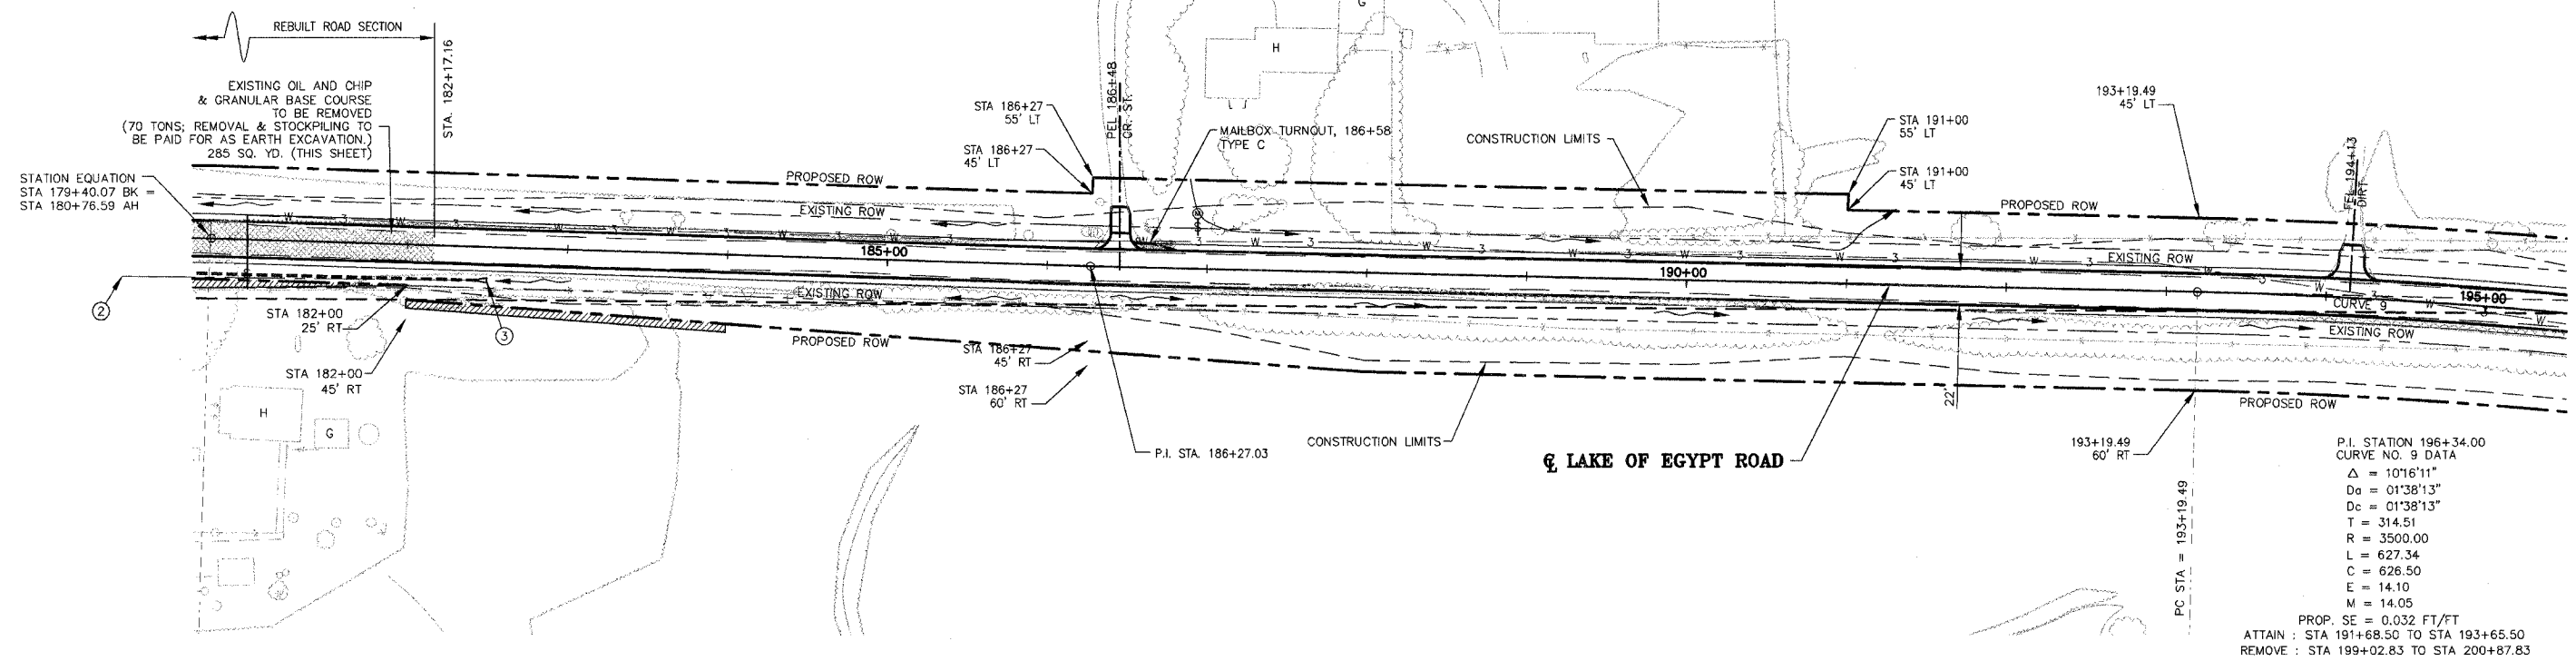 REBUILT ROAD SECTION
STA. 182+17.16
EXISTING OIL AND CHIP
& GRANULAR BASE COURSE
TO BE REMOVED
(70 TONS; REMOVAL & STOCKPILING TO
BE PAID FOR AS EARTH EXCAVATION.)
285 SQ. YD. (THIS SHEET)
STATION EQUATION
STA 179+40.07 BK =
STA 180+76.59 AH
2
STA 182+00
25' RT
STA 182+00
45' RT
3
H
G
PROPOSED ROW
EXISTING ROW
185+00
EXISTING ROW
PROPOSED ROW
STA 186+27
55' LT
STA 186+27
45' LT
PEL 186+48
GR. ST.
MAILBOX TURNOUT, 186+58
TYPE C
H
G
STA 186+27
45' RT
STA 186+27
60' RT
P.I. STA. 186+27.03
CONSTRUCTION LIMITS
CONSTRUCTION LIMITS
190+00
℄ LAKE OF EGYPT ROAD
STA 191+00
55' LT
STA 191+00
45' LT
193+19.49
45' LT
PROPOSED ROW
EXISTING ROW
FEL 194+13
DIRT
CURVE 9
195+00
EXISTING ROW
PROPOSED ROW
22'
193+19.49
60' RT
PC STA = 193+19.49
P.I. STATION 196+34.00
CURVE NO. 9 DATA
Δ = 10°16'11"
Da = 01°38'13"
Dc = 01°38'13"
T = 314.51
R = 3500.00
L = 627.34
C = 626.50
E = 14.10
M = 14.05
PROP. SE = 0.032 FT/FT
ATTAIN : STA 191+68.50 TO STA 193+65.50
REMOVE : STA 199+02.83 TO STA 200+87.83